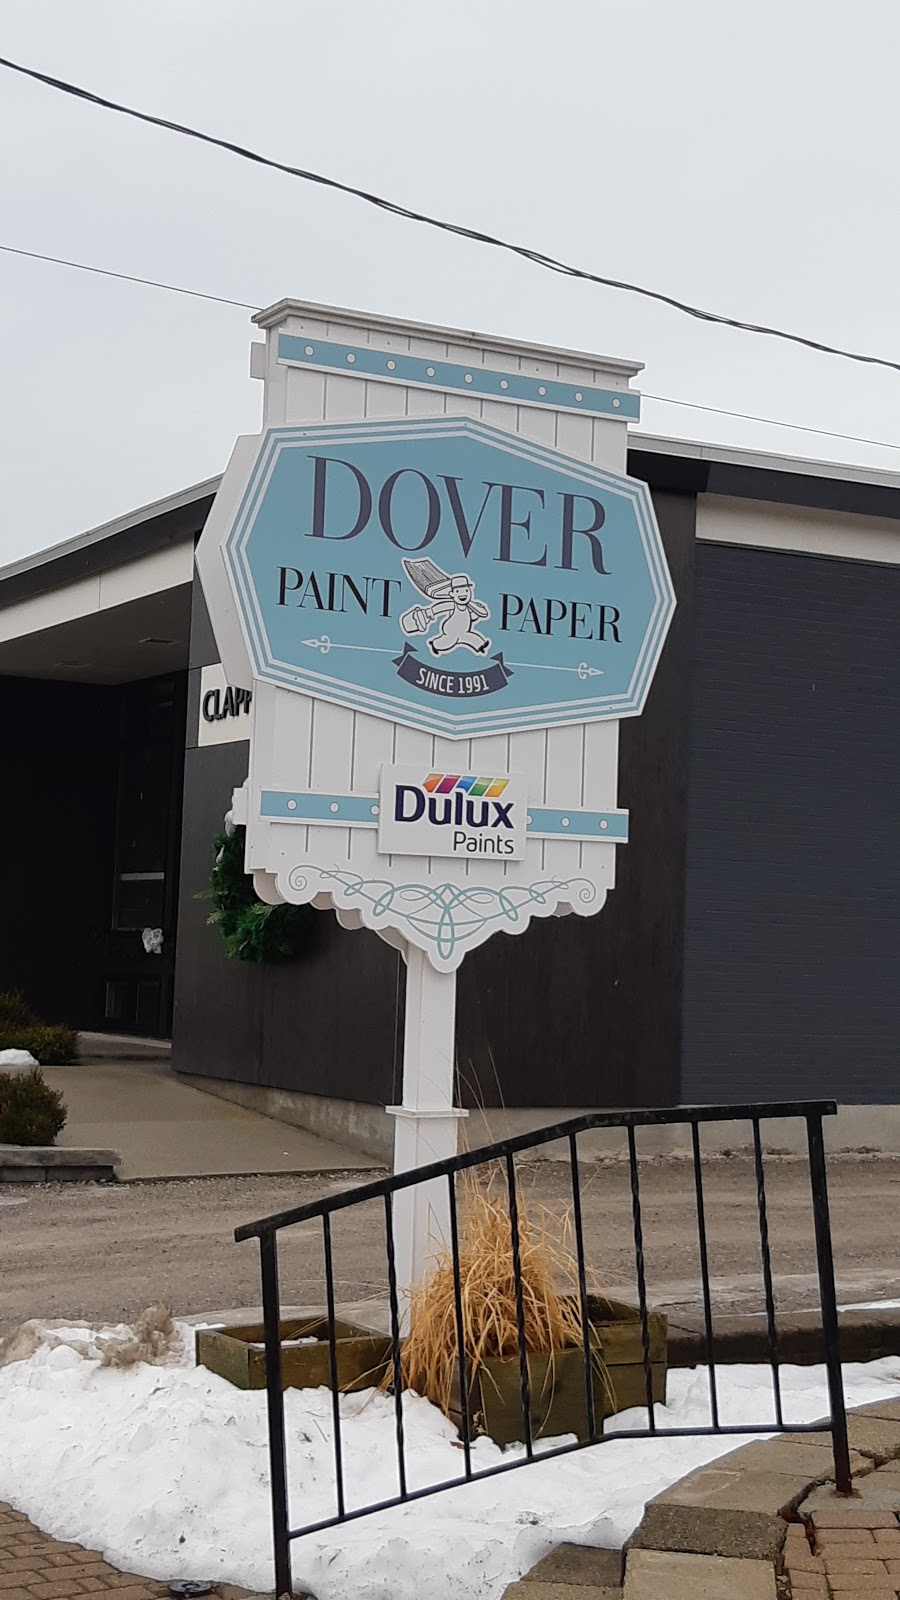 DOVER
PAINT PAPER
SINCE 1991
Dulux
Paints